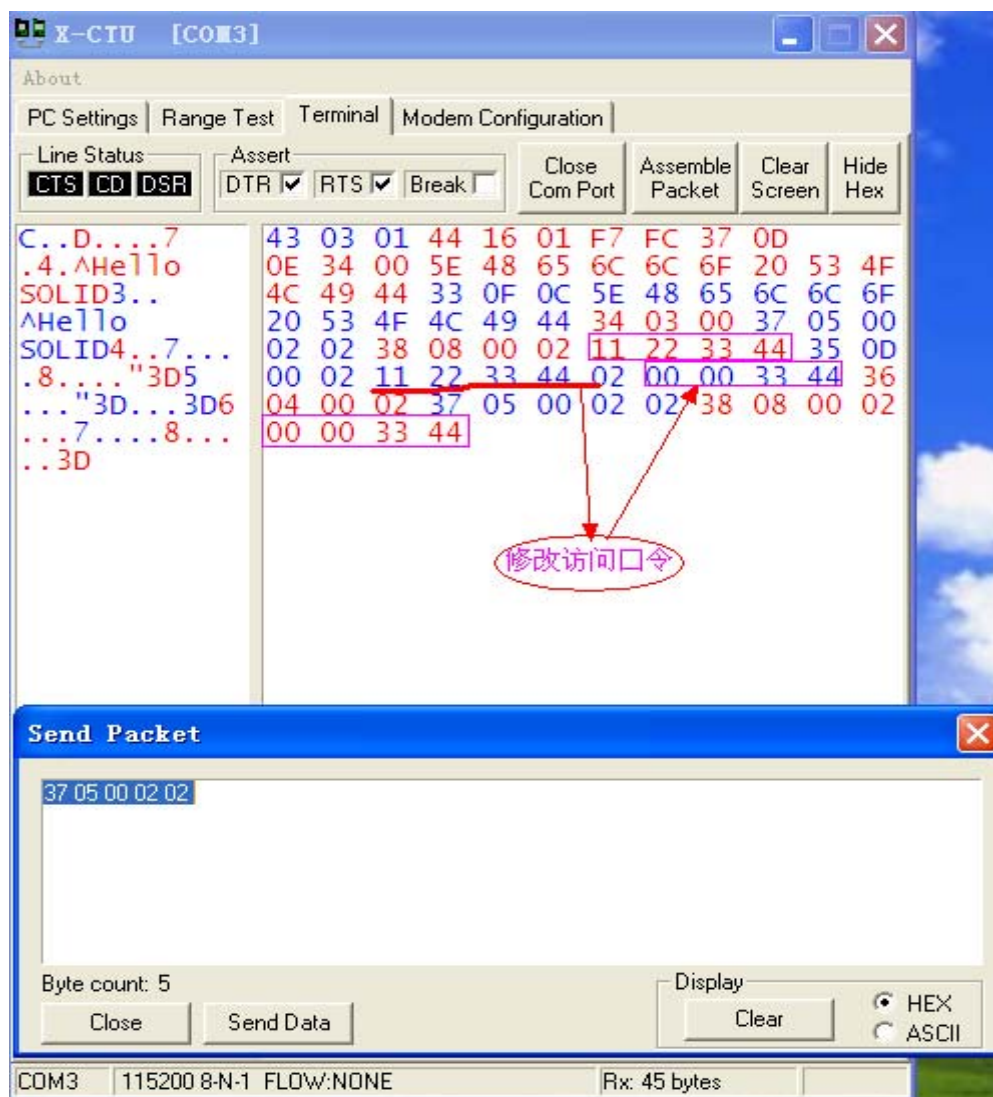 X-CTU [COM3]
About
PC Settings Range Test Terminal Modem Configuration
Line Status Assert
CTS CD DSR DTR RTS Break Close Com Port Assemble Packet Clear Screen Hide Hex
C..D....7 43 03 01 44 16 01 F7 FC 37 0D
.4.^Hello 0E 34 00 5E 48 65 6C 6C 6F 20 53 4F
SOLID3.. 4C 49 44 33 0F 0C 5E 48 65 6C 6C 6F
^Hello 20 53 4F 4C 49 44 34 03 00 37 05 00
SOLID4..7... 02 02 38 08 00 02 11 22 33 44 35 0D
.8...."3D5 00 02 11 22 33 44 02 00 00 33 44 36
..."3D...3D6 04 00 02 37 05 00 02 02 38 08 00 02
...7....8... 00 00 33 44
..3D
修改访问口令
Send Packet
37 05 00 02 02
Byte count: 5
Display
Close Send Data Clear HEX
ASCII
COM3 115200 8-N-1 FLOW:NONE Rx: 45 bytes